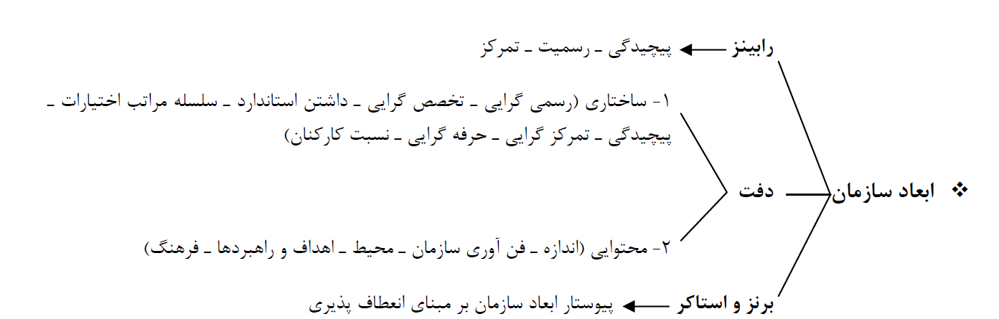 رابینز
پیچیدگی ـ رسمیت ـ تمرکز
۱- ساختاری (رسمی گرایی ـ تخصص گرایی ـ داشتن استاندارد ـ سلسله مراتب اختیارات ـ
پیچیدگی ـ تمرکز گرایی ـ حرفه گرایی ـ نسبت کارکنان)
❖ ابعاد سازمان
دفت
۲- محتوایی (اندازه ـ فن آوری سازمان ـ محیط ـ اهداف و راهبردها ـ فرهنگ)
برنز و استاکر
پیوستار ابعاد سازمان بر مبنای انعطاف پذیری